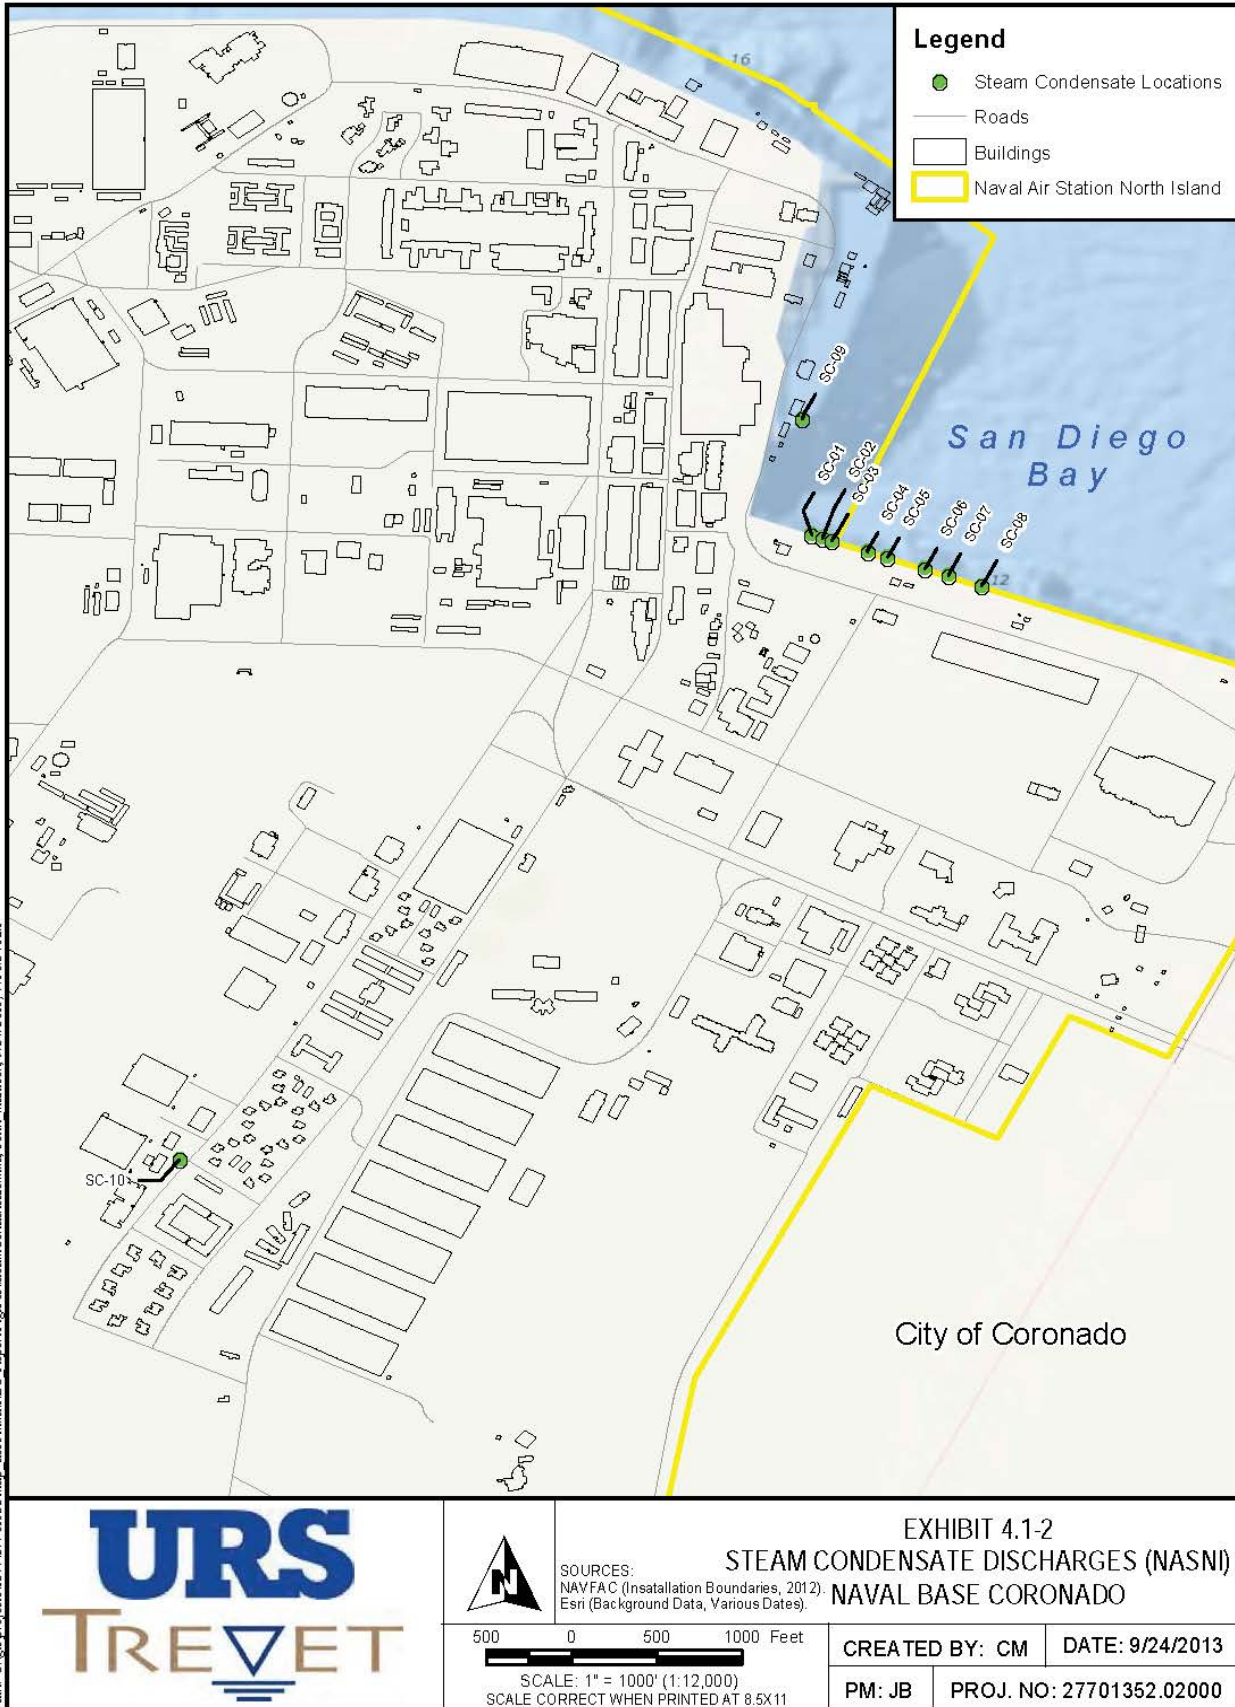 Legend
Steam Condensate Locations
Roads
Buildings
Naval Air Station North Island
16
SC-09
San Diego
Bay
SC-01
SC-02
SC-03
SC-04
SC-05
SC-06
SC-07
SC-08
12
SC-10
City of Coronado
URS
TREVET
N
SOURCES:
NAVFAC (Insatallation Boundaries, 2012).
Esri (Background Data, Various Dates).
EXHIBIT 4.1-2
STEAM CONDENSATE DISCHARGES (NASNI)
NAVAL BASE CORONADO
500 0 500 1000 Feet
SCALE: 1" = 1000' (1:12,000)
SCALE CORRECT WHEN PRINTED AT 8.5X11
CREATED BY: CM
DATE: 9/24/2013
PM: JB
PROJ. NO: 27701352.02000